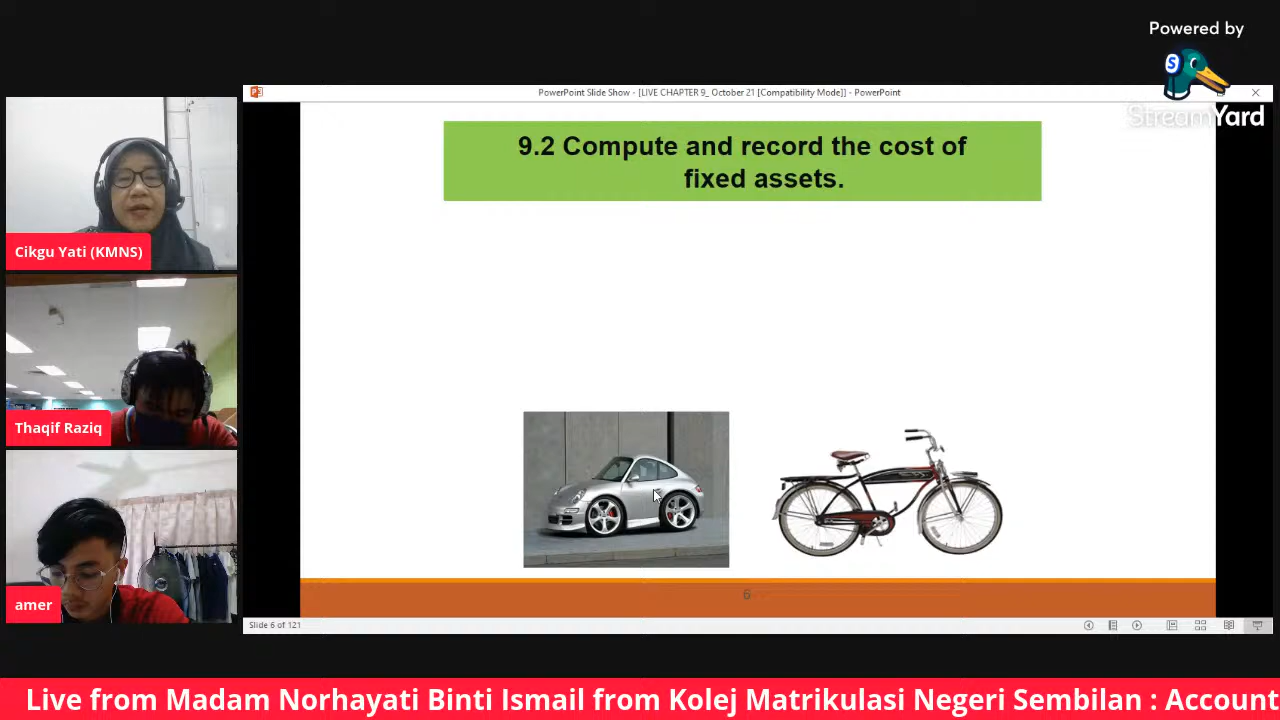 Powered by
StreamYard
PowerPoint Slide Show - [LIVE CHAPTER 9_ October 21 [Compatibility Mode]] - PowerPoint
9.2 Compute and record the cost of
fixed assets.
Cikgu Yati (KMNS)
Thaqif Raziq
amer
6
Slide 6 of 121
Live from Madam Norhayati Binti Ismail from Kolej Matrikulasi Negeri Sembilan : Account